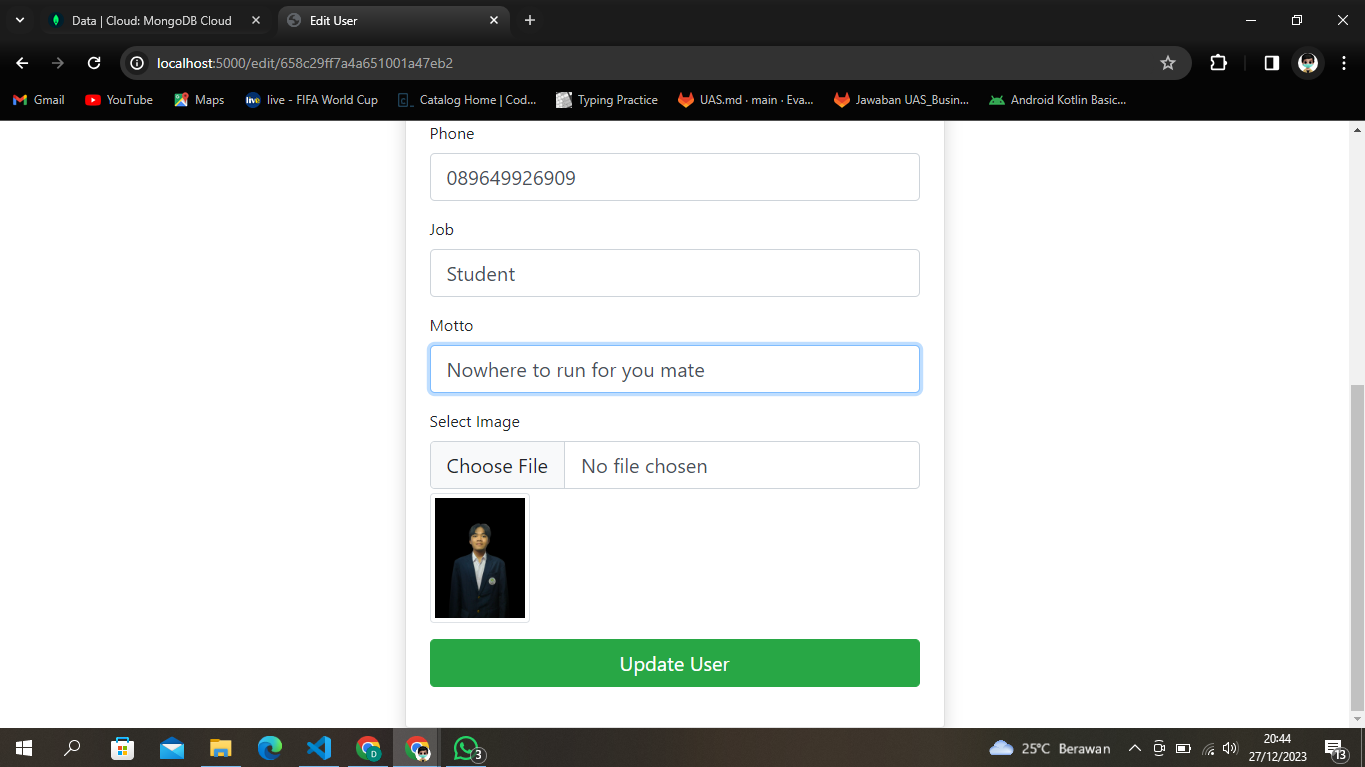 Data | Cloud: MongoDB Cloud
Edit User
localhost:5000/edit/658c29ff7a4a651001a47eb2
Gmail
YouTube
Maps
live - FIFA World Cup
Catalog Home | Cod...
Typing Practice
UAS.md · main · Eva...
Jawaban UAS_Busin...
Android Kotlin Basic...
Phone
089649926909
Job
Student
Motto
Nowhere to run for you mate
Select Image
Choose File No file chosen
Update User
25°C Berawan
20:44
27/12/2023
3
13